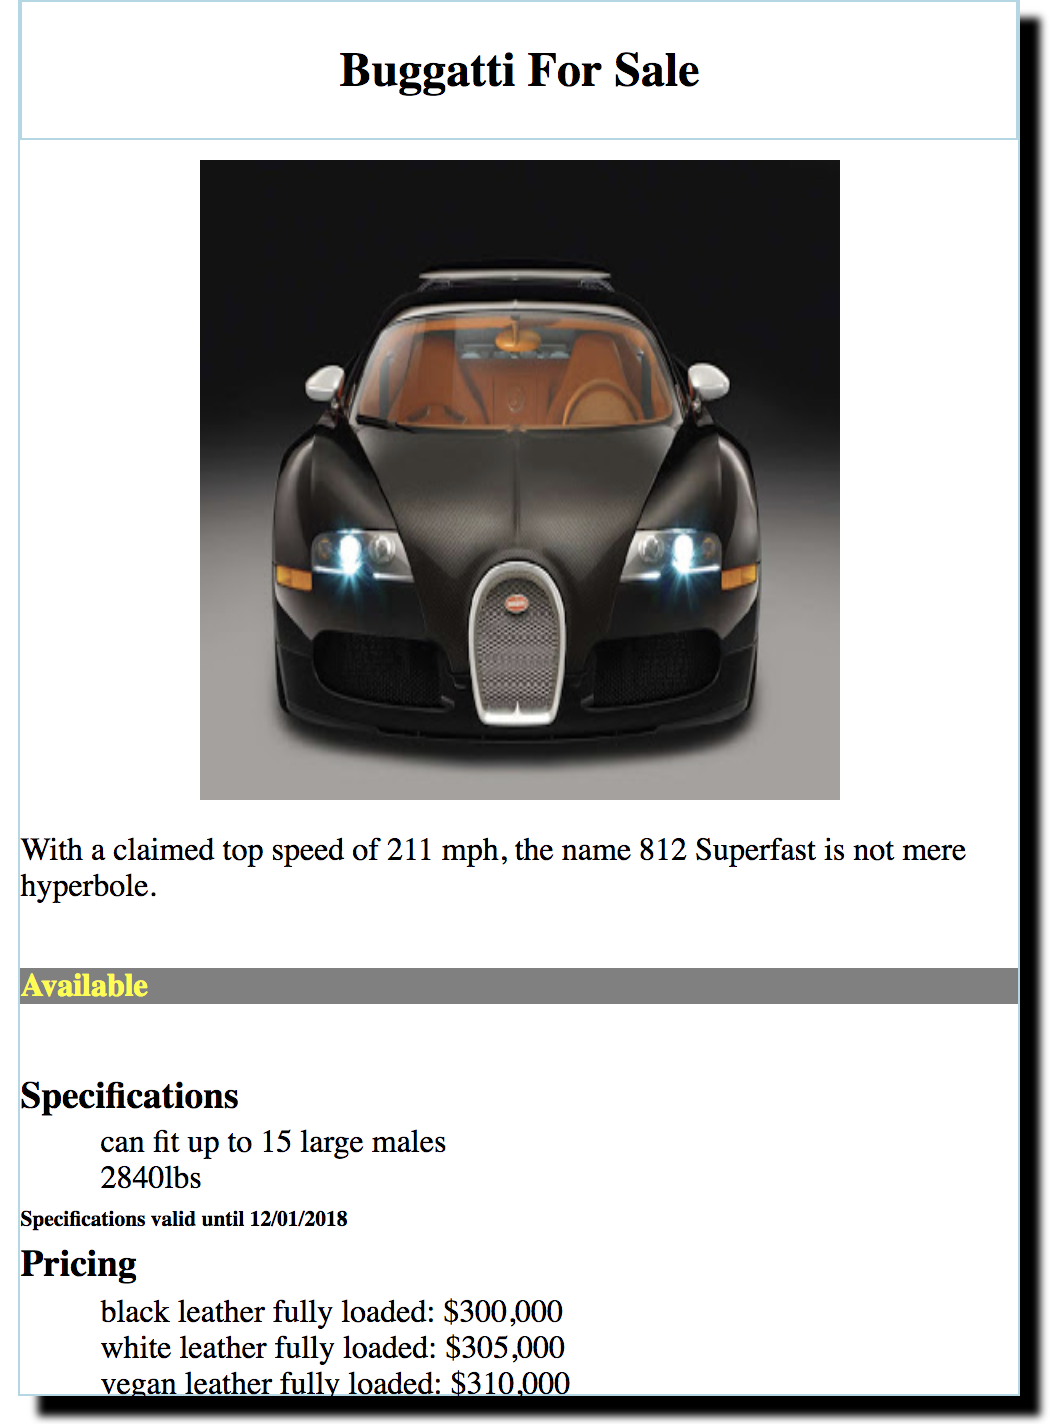 Buggatti For Sale
With a claimed top speed of 211 mph, the name 812 Superfast is not mere
hyperbole.
Available
Specifications
can fit up to 15 large males
2840lbs
Specifications valid until 12/01/2018
Pricing
black leather fully loaded: $300,000
white leather fully loaded: $305,000
vegan leather fully loaded: $310,000